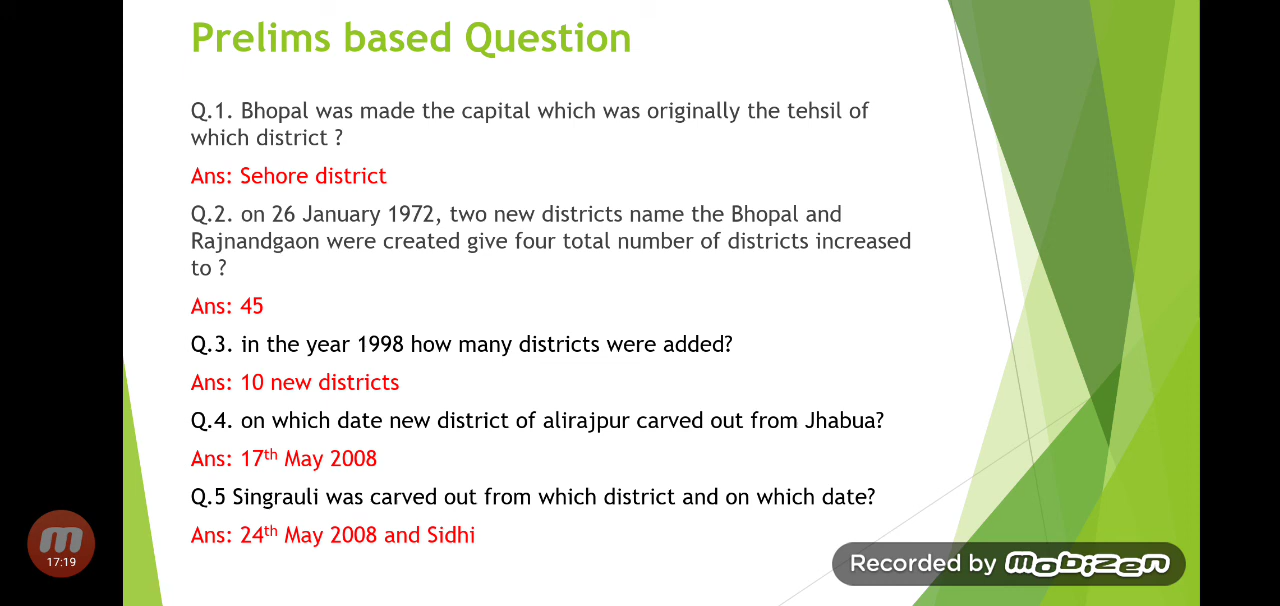 Prelims based Question
Q.1. Bhopal was made the capital which was originally the tehsil of
which district ?
Ans: Sehore district
Q.2. on 26 January 1972, two new districts name the Bhopal and
Rajnandgaon were created give four total number of districts increased
to ?
Ans: 45
Q.3. in the year 1998 how many districts were added?
Ans: 10 new districts
Q.4. on which date new district of alirajpur carved out from Jhabua?
Ans: 17th May 2008
Q.5 Singrauli was carved out from which district and on which date?
Ans: 24th May 2008 and Sidhi
m
17:19
Recorded by mobizen